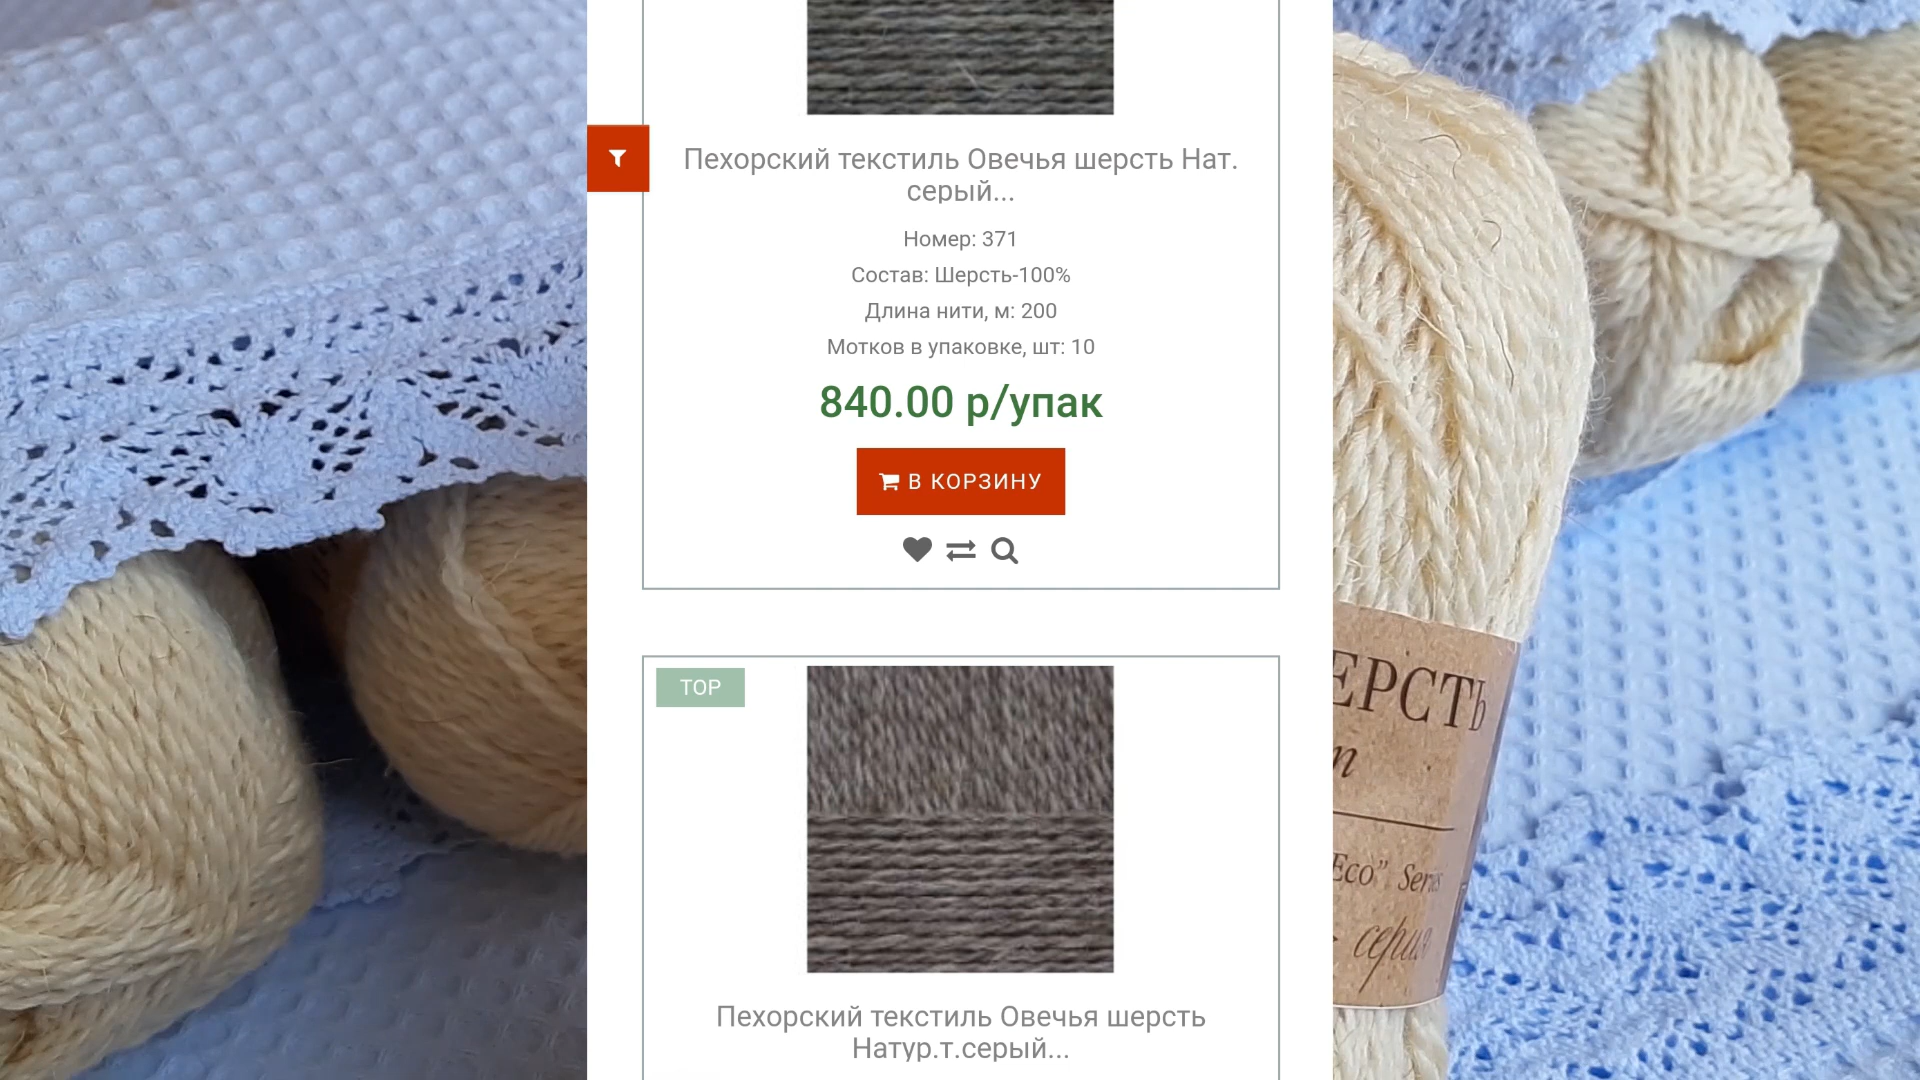 Пехорский текстиль Овечья шерсть Нат.
серый...
Номер: 371
Состав: Шерсть-100%
Длина нити, м: 200
Мотков в упаковке, шт: 10
840.00 р/упак
В КОРЗИНУ
TOP
Пехорский текстиль Овечья шерсть
Натур.т.серый...
ЕРСТЬ
п
Eco” Series
серия